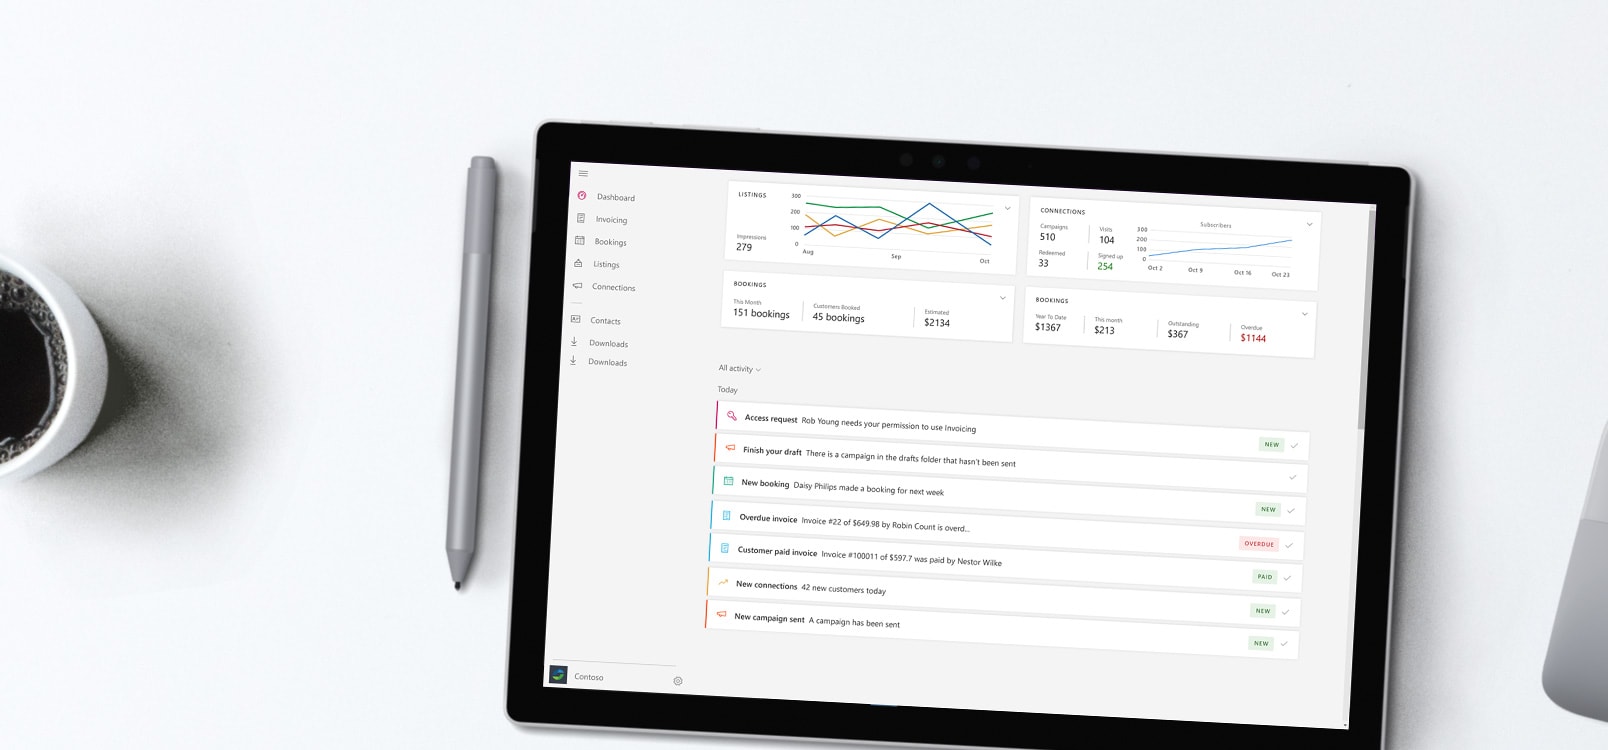 Dashboard
Invoicing
Bookings
Listings
Connections
Contacts
Downloads
Downloads
Contoso
LISTINGS
Impressions
279
300
200
100
0
Aug Sep Oct
CONNECTIONS
Campaigns Visits
510 104
Redeemed Signed up
33 254
Subscribers
300
200
100
0
Oct 2 Oct 9 Oct 16 Oct 23
BOOKINGS
This Month Customers Booked Estimated
151 bookings 45 bookings $2134
BOOKINGS
Year To Date This month Outstanding Overdue
$1367 $213 $367 $1144
All activity
Today
Access request Rob Young needs your permission to use Invoicing NEW
Finish your draft There is a campaign in the drafts folder that hasn't been sent
New booking Daisy Philips made a booking for next week NEW
Overdue invoice Invoice #22 of $649.98 by Robin Count is overd... OVERDUE
Customer paid invoice Invoice #100011 of $597.7 was paid by Nestor Wilke PAID
New connections 42 new customers today NEW
New campaign sent A campaign has been sent NEW